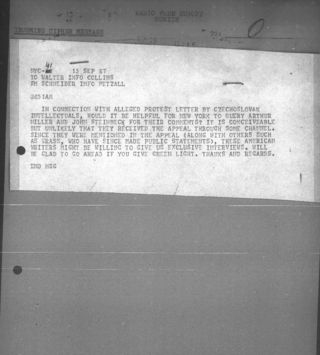 RADIO FREE EUROPE
MUNICH
INCOMING CIPHER MESSAGE
NYC-41 13 SEP 67
TO WALTER INFO COLLINS
FM SCHNEIDER INFO PETZALL
IN CONNECTION WITH ALLEGED PROTEST LETTER BY CZECHOSLOVAK
INTELLECTUALS, WOULD IT BE HELPFUL FOR NEW YORK TO QUERY ARTHUR
MILLER AND JOHN STEINBECK FOR THEIR COMMENTS? IT IS CONCEIVABLE
BUT UNLIKELY THAT THEY RECEIVED THE APPEAL THROUGH SOME CHANNEL.
SINCE THEY WERE MENTIONED IN THE APPEAL (ALONG WITH OTHERS SUCH
AS GRASS, WHO HAVE SINCE MADE PUBLIC STATEMENTS), THESE AMERICAN
WRITERS MIGHT BE WILLING TO GIVE US EXCLUSIVE INTERVIEWS. WILL
BE GLAD TO GO AHEAD IF YOU GIVE GREEN LIGHT. THANKS AND REGARDS.
END MSG